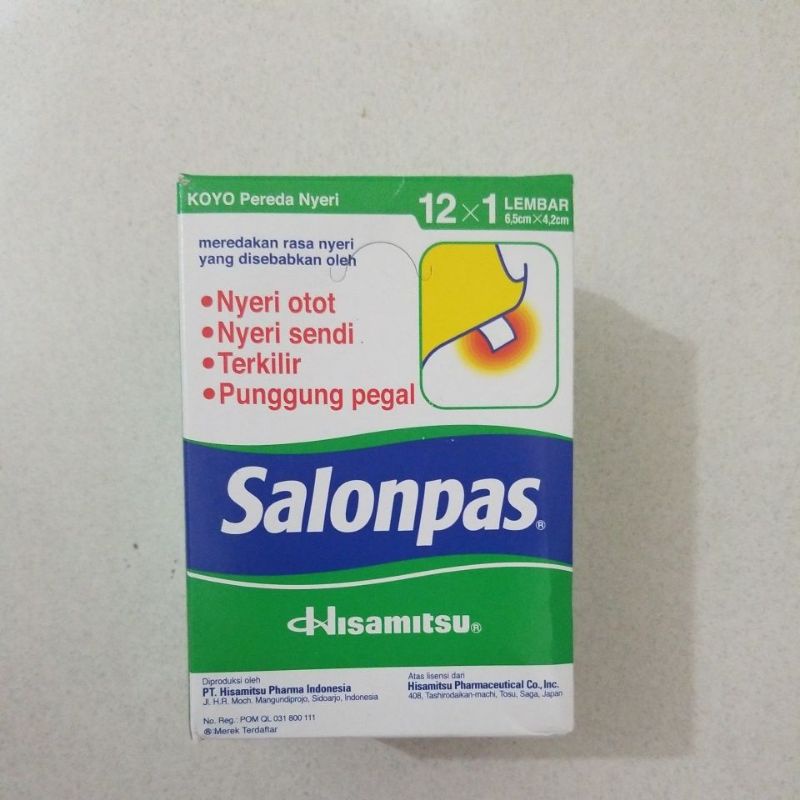 KOYO Pereda Nyeri
12×1 LEMBAR
6,5cm×4,2cm
meredakan rasa nyeri
yang disebabkan oleh
•Nyeri otot
•Nyeri sendi
•Terkilir
•Punggung pegal
Salonpas®
Hisamitsu®
Diproduksi oleh
PT. Hisamitsu Pharma Indonesia
Jl. H.R. Moch. Mangundiprojo, Sidoarjo, Indonesia
Atas lisensi dari
Hisamitsu Pharmaceutical Co., Inc.
408, Tashirodaikan-machi, Tosu, Saga, Japan
No. Reg.: POM QL 031 800 111
® Merek Terdaftar